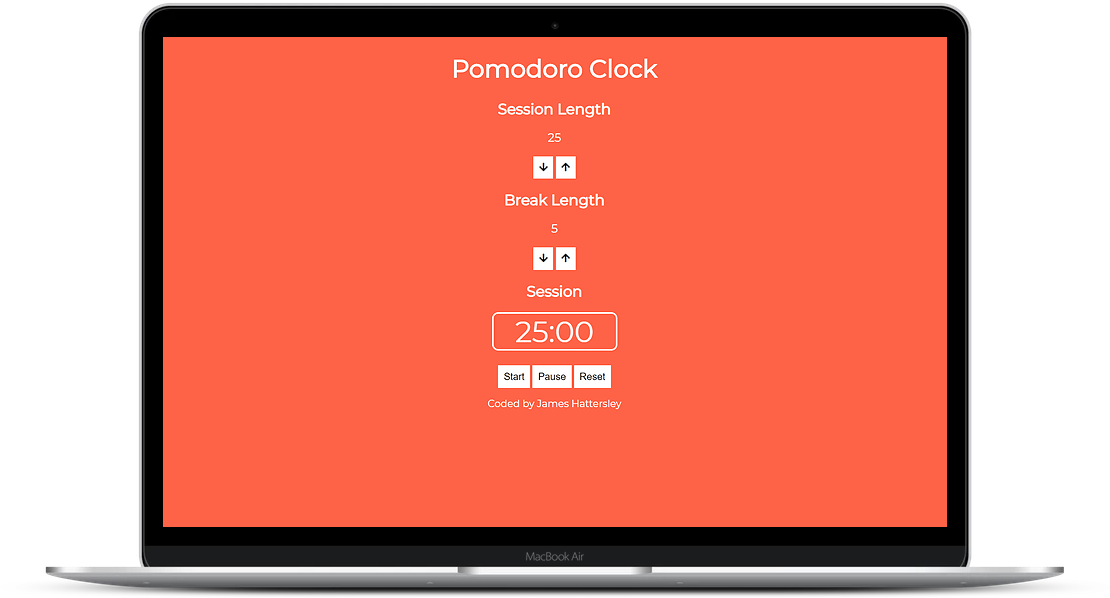 Pomodoro Clock
Session Length
25
↓ ↑
Break Length
5
↓ ↑
Session
25:00
Start Pause Reset
Coded by James Hattersley
MacBook Air